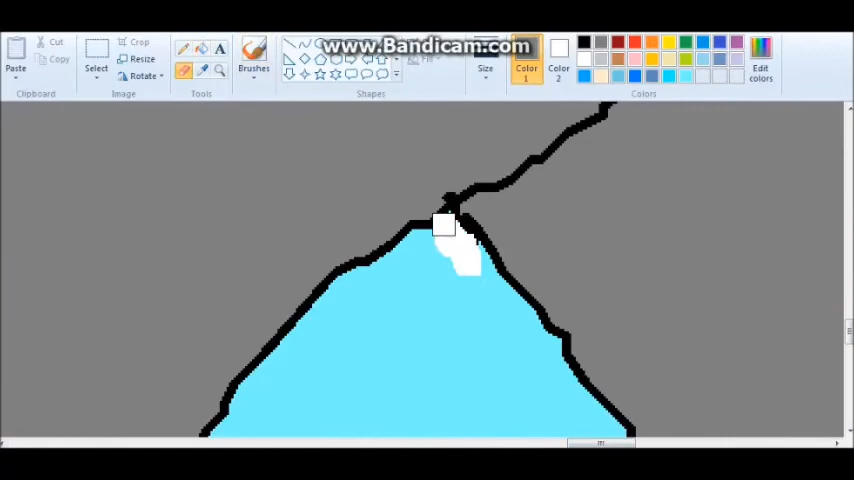 www.Bandicam.com
Cut
Copy
Paste
Clipboard
Select
Crop
Resize
Rotate
Image
A
Tools
Brushes
Fill
Shapes
Size
Color
1
Color
2
Colors
Edit
colors